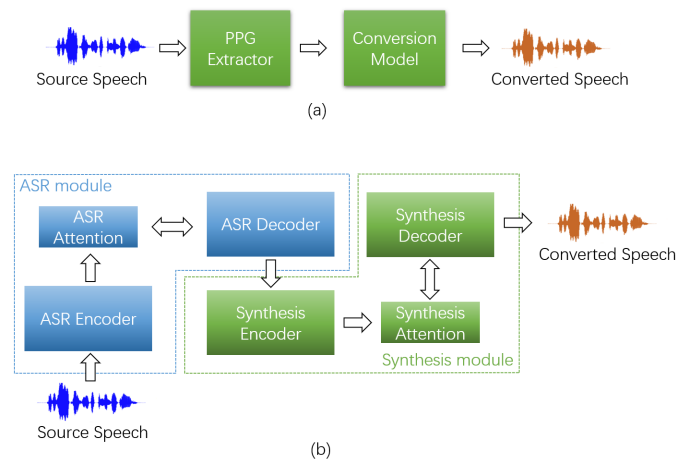 PPG
Extractor
Conversion
Model
Source Speech
Converted Speech
(a)
ASR module
ASR
Attention
ASR Decoder
Synthesis
Decoder
Converted Speech
ASR Encoder
Synthesis
Encoder
Synthesis
Attention
Synthesis module
Source Speech
(b)